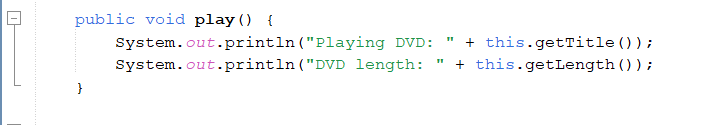 public void play() {
    System.out.println("Playing DVD: " + this.getTitle());
    System.out.println("DVD length: " + this.getLength());
}